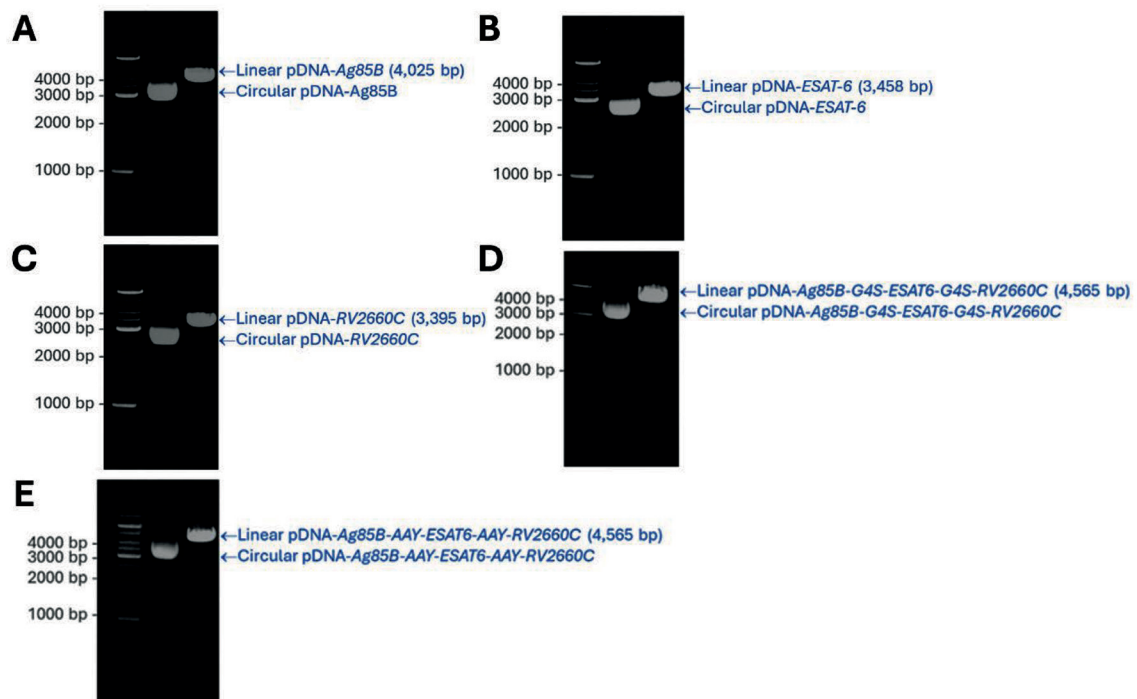 A
4000 bp
3000 bp
2000 bp
1000 bp
←Linear pDNA-Ag85B (4,025 bp)
←Circular pDNA-Ag85B
B
4000 bp
3000 bp
2000 bp
1000 bp
←Linear pDNA-ESAT-6 (3,458 bp)
←Circular pDNA-ESAT-6
C
4000 bp
3000 bp
2000 bp
1000 bp
←Linear pDNA-RV2660C (3,395 bp)
←Circular pDNA-RV2660C
D
4000 bp
3000 bp
2000 bp
1000 bp
←Linear pDNA-Ag85B-G4S-ESAT6-G4S-RV2660C (4,565 bp)
←Circular pDNA-Ag85B-G4S-ESAT6-G4S-RV2660C
E
4000 bp
3000 bp
2000 bp
1000 bp
←Linear pDNA-Ag85B-AAY-ESAT6-AAY-RV2660C (4,565 bp)
←Circular pDNA-Ag85B-AAY-ESAT6-AAY-RV2660C